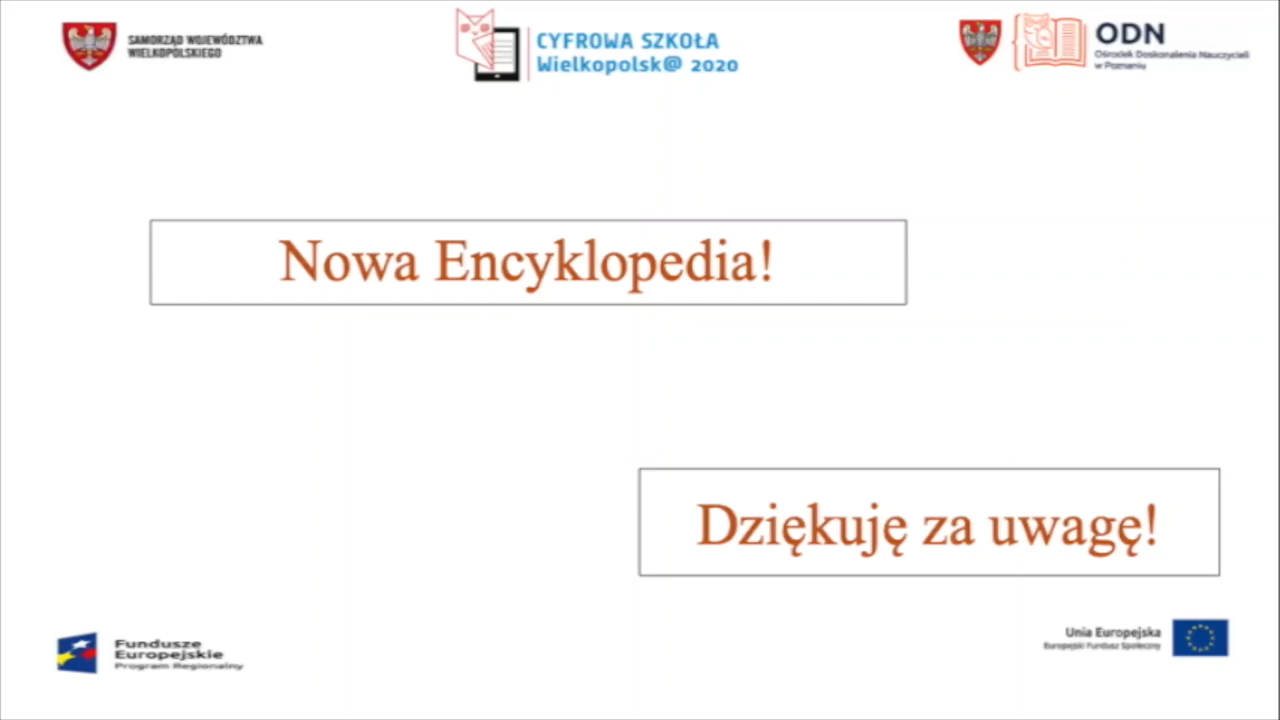 SAMORZĄD WOJEWÓDZTWA
WIELKOPOLSKIEGO
CYFROWA SZKOŁA
Wielkopolsk@ 2020
ODN
Ośrodek Doskonalenia Nauczycieli
w Poznaniu
Nowa Encyklopedia!
Dziękuję za uwagę!
Fundusze
Europejskie
Program Regionalny
Unia Europejska
Europejski Fundusz Społeczny